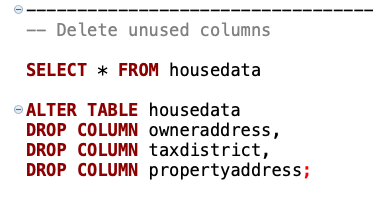 -----------------------------------
-- Delete unused columns
SELECT * FROM housedata
ALTER TABLE housedata
DROP COLUMN owneraddress,
DROP COLUMN taxdistrict,
DROP COLUMN propertyaddress;